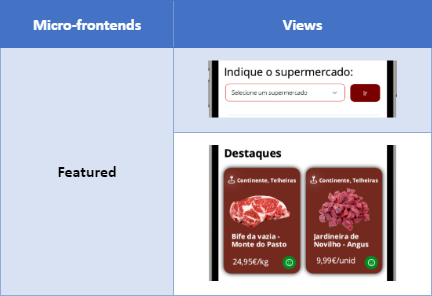 Micro-frontends
Views
Featured
Indique o supermercado:
Selecione um supermercado
Ir
Destaques
Continente, Telheiras
Bife da vazia -
Monte do Pasto
24,95€/kg
Continente, Telheiras
Jardineira de
Novilho - Angus
9,99€/unid